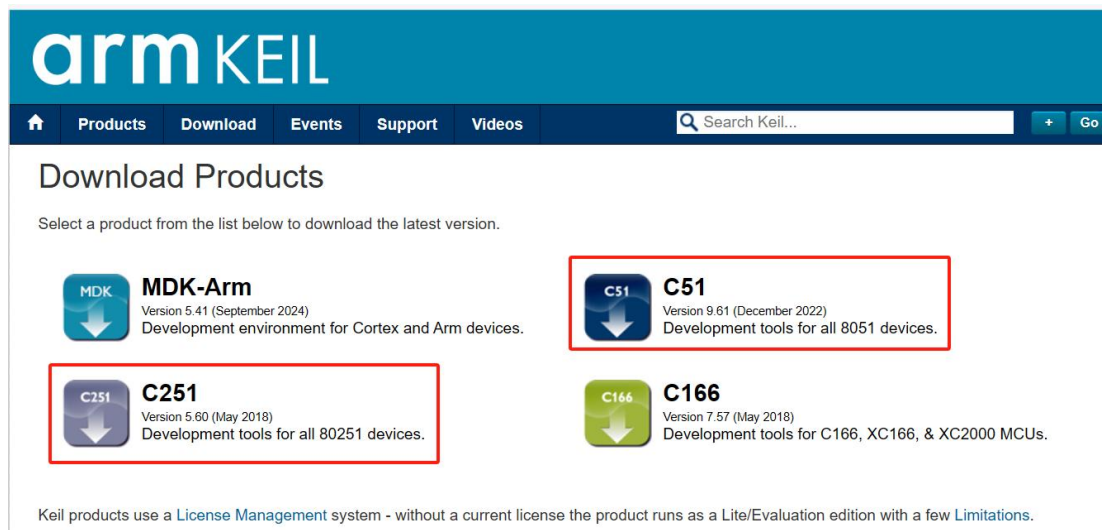 arm KEIL
Products Download Events Support Videos Search Keil... + Go
Download Products
Select a product from the list below to download the latest version.
MDK
MDK-Arm
Version 5.41 (September 2024)
Development environment for Cortex and Arm devices.
C51
C51
Version 9.61 (December 2022)
Development tools for all 8051 devices.
C251
C251
Version 5.60 (May 2018)
Development tools for all 80251 devices.
C166
C166
Version 7.57 (May 2018)
Development tools for C166, XC166, & XC2000 MCUs.
Keil products use a License Management system - without a current license the product runs as a Lite/Evaluation edition with a few Limitations.